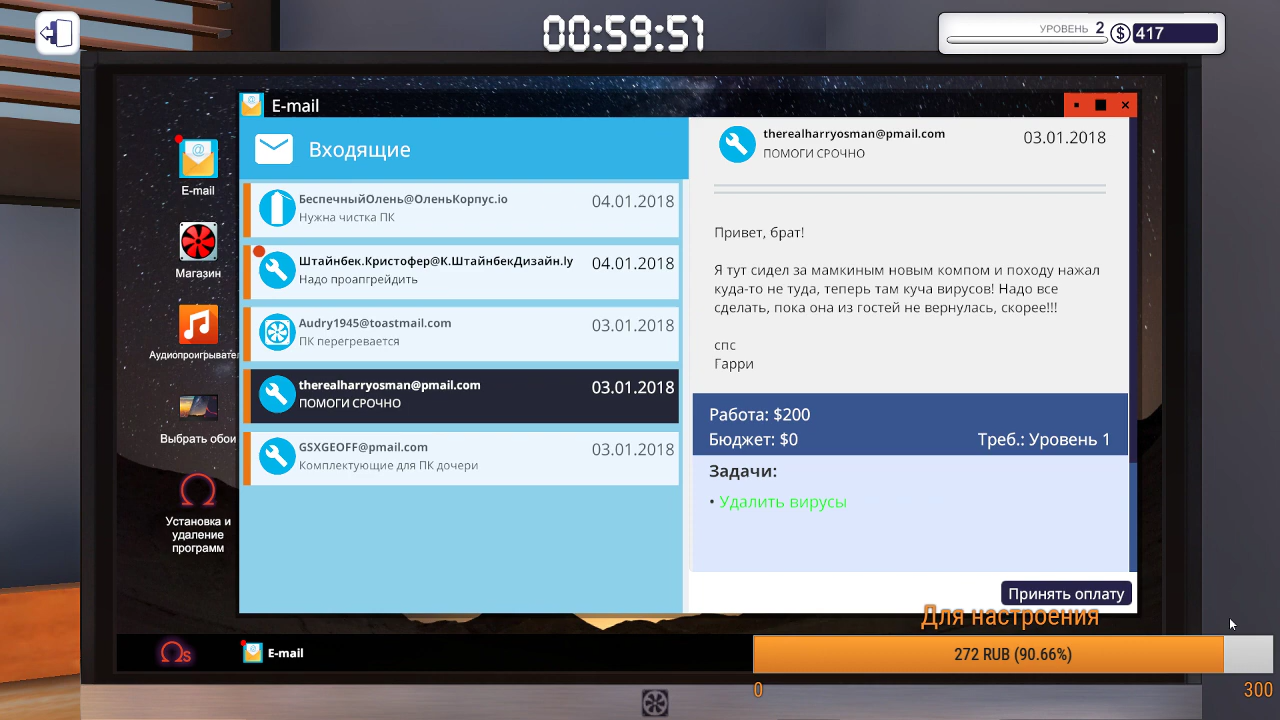 00:59:51
УРОВЕНЬ 2
$ 417
E-mail
Входящие
БеспечныйОлень@ОленьКорпус.io
04.01.2018
Нужна чистка ПК
Штайнбек.Кристофер@К.ШтайнбекДизайн.ly
04.01.2018
Надо проапгрейдить
Audry1945@toastmail.com
03.01.2018
ПК перегревается
therealharryosman@pmail.com
03.01.2018
ПОМОГИ СРОЧНО
GSXGEOFF@pmail.com
03.01.2018
Комплектующие для ПК дочери
therealharryosman@pmail.com
03.01.2018
ПОМОГИ СРОЧНО
Привет, брат!
Я тут сидел за мамкиным новым компом и походу нажал
куда-то не туда, теперь там куча вирусов! Надо все
сделать, пока она из гостей не вернулась, скорее!!!
спс
Гарри
Работа: $200
Бюджет: $0
Треб.: Уровень 1
Задачи:
• Удалить вирусы
Принять оплату
E-mail
Магазин
Аудиопроигрывател
Выбрать обои
Установка и
удаление
программ
Ωs
E-mail
Для настроения
272 RUB (90.66%)
0
300